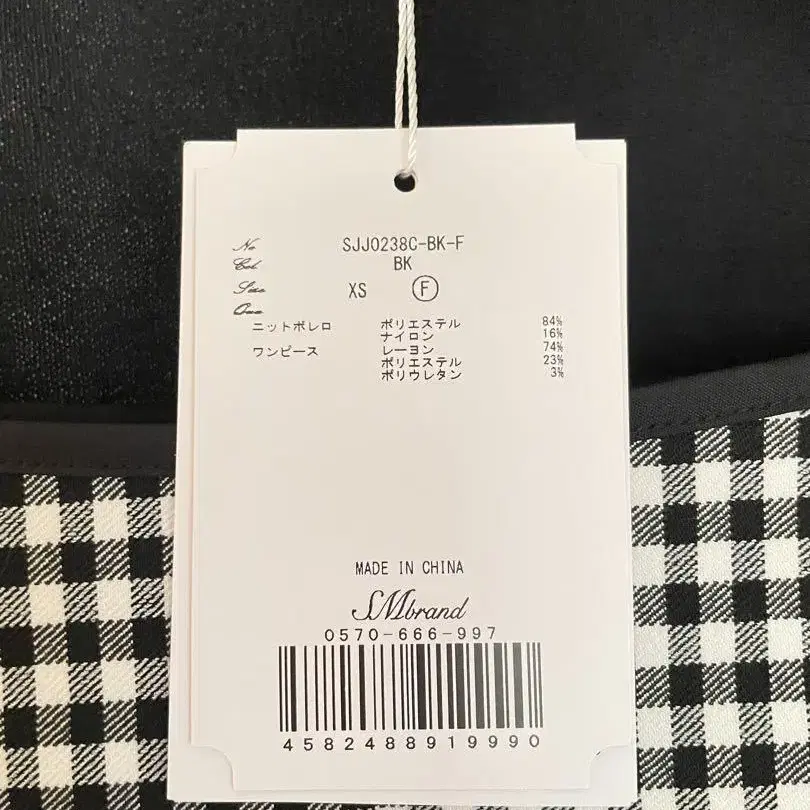 No SJJ0238C-BK-F
Col BK
Size XS F
Qua
ニットボレロ ポリエステル 84%
ナイロン 16%
ワンピース レーヨン 74%
ポリエステル 23%
ポリウレタン 3%
MADE IN CHINA
SMbrand
0570-666-997
4582488919990